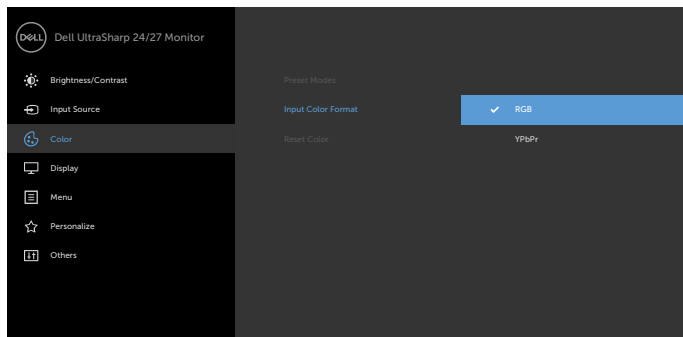 DELL Dell UltraSharp 24/27 Monitor
Brightness/Contrast
Preset Modes
Input Source
Input Color Format
RGB
Color
Reset Color
YPbPr
Display
Menu
Personalize
Others